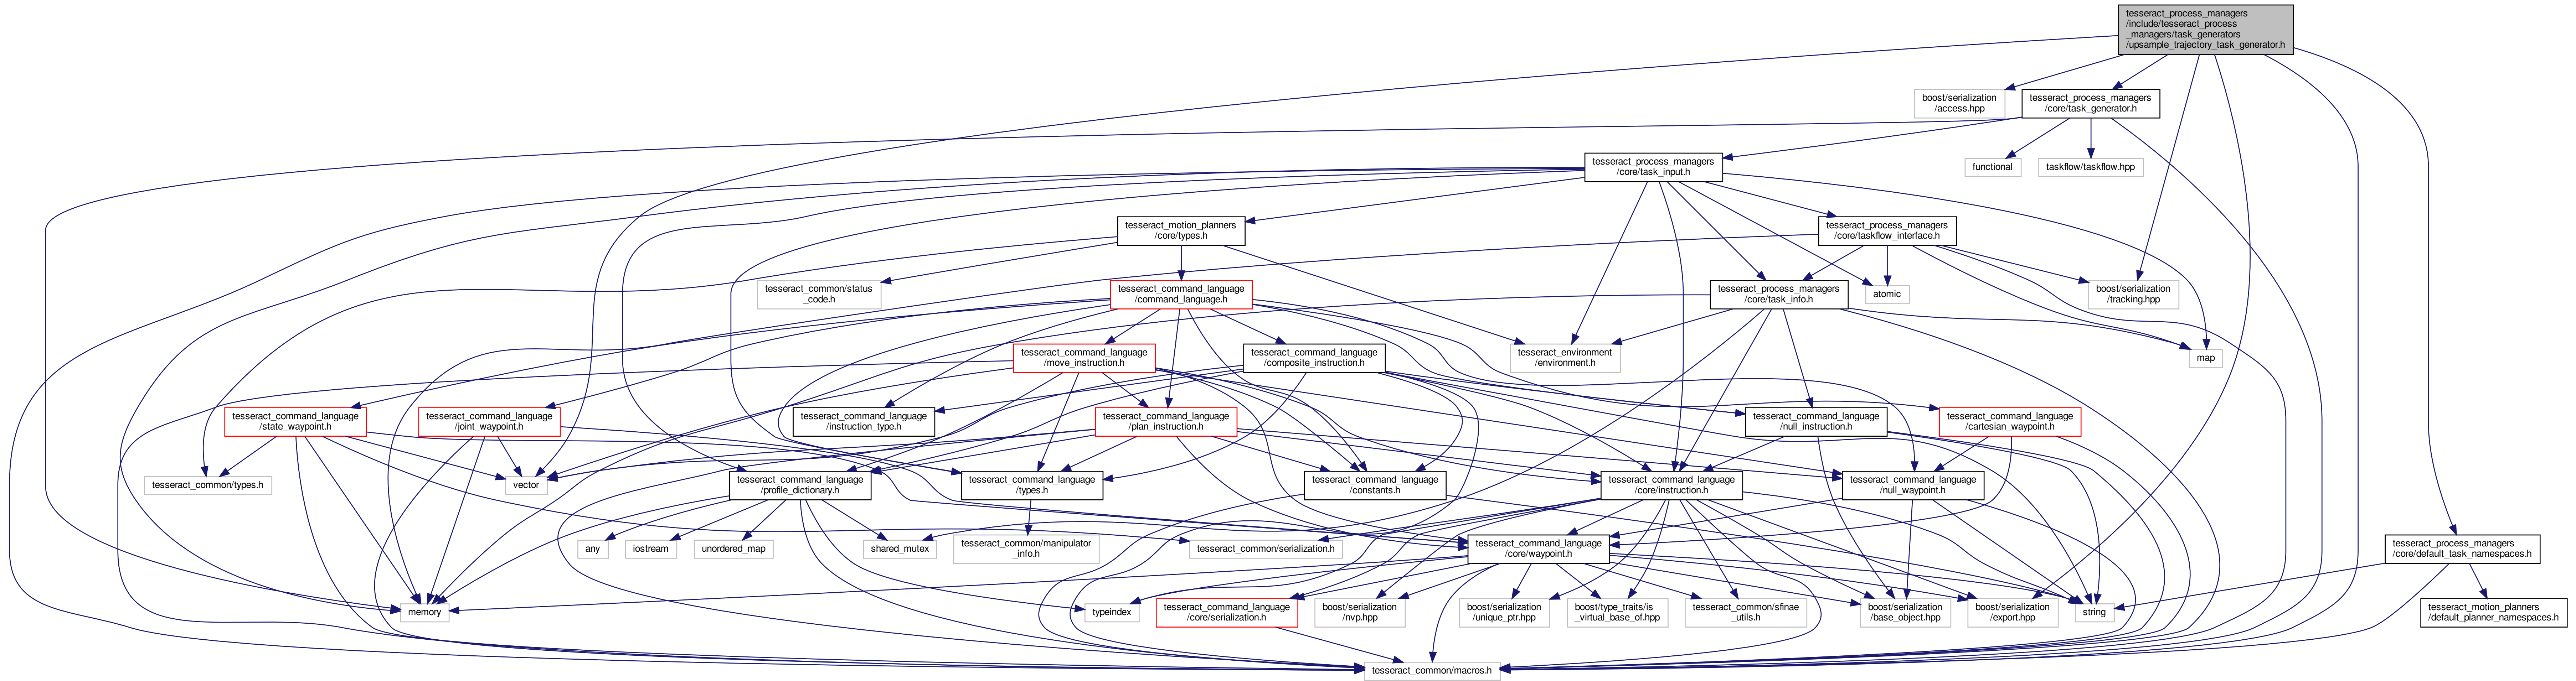 tesseract_process_managers
/include/tesseract_process
_managers/task_generators
/upsample_trajectory_task_generator.h
boost/serialization
/access.hpp
tesseract_process_managers
/core/task_generator.h
tesseract_process_managers
/core/task_input.h
functional
taskflow/taskflow.hpp
tesseract_motion_planners
/core/types.h
tesseract_process_managers
/core/taskflow_interface.h
tesseract_common/status
_code.h
tesseract_command_language
/command_language.h
tesseract_process_managers
/core/task_info.h
atomic
boost/serialization
/tracking.hpp
tesseract_command_language
/move_instruction.h
tesseract_command_language
/composite_instruction.h
tesseract_environment
/environment.h
map
tesseract_command_language
/state_waypoint.h
tesseract_command_language
/joint_waypoint.h
tesseract_command_language
/instruction_type.h
tesseract_command_language
/plan_instruction.h
tesseract_command_language
/null_instruction.h
tesseract_command_language
/cartesian_waypoint.h
tesseract_common/types.h
vector
tesseract_command_language
/profile_dictionary.h
tesseract_command_language
/types.h
tesseract_command_language
/constants.h
tesseract_command_language
/core/instruction.h
tesseract_command_language
/null_waypoint.h
any
iostream
unordered_map
shared_mutex
tesseract_common/manipulator
_info.h
tesseract_common/serialization.h
tesseract_command_language
/core/waypoint.h
tesseract_process_managers
/core/default_task_namespaces.h
memory
typeindex
tesseract_command_language
/core/serialization.h
boost/serialization
/nvp.hpp
boost/serialization
/unique_ptr.hpp
boost/type_traits/is
_virtual_base_of.hpp
tesseract_common/sfinae
_utils.h
boost/serialization
/base_object.hpp
boost/serialization
/export.hpp
string
tesseract_motion_planners
/default_planner_namespaces.h
tesseract_common/macros.h